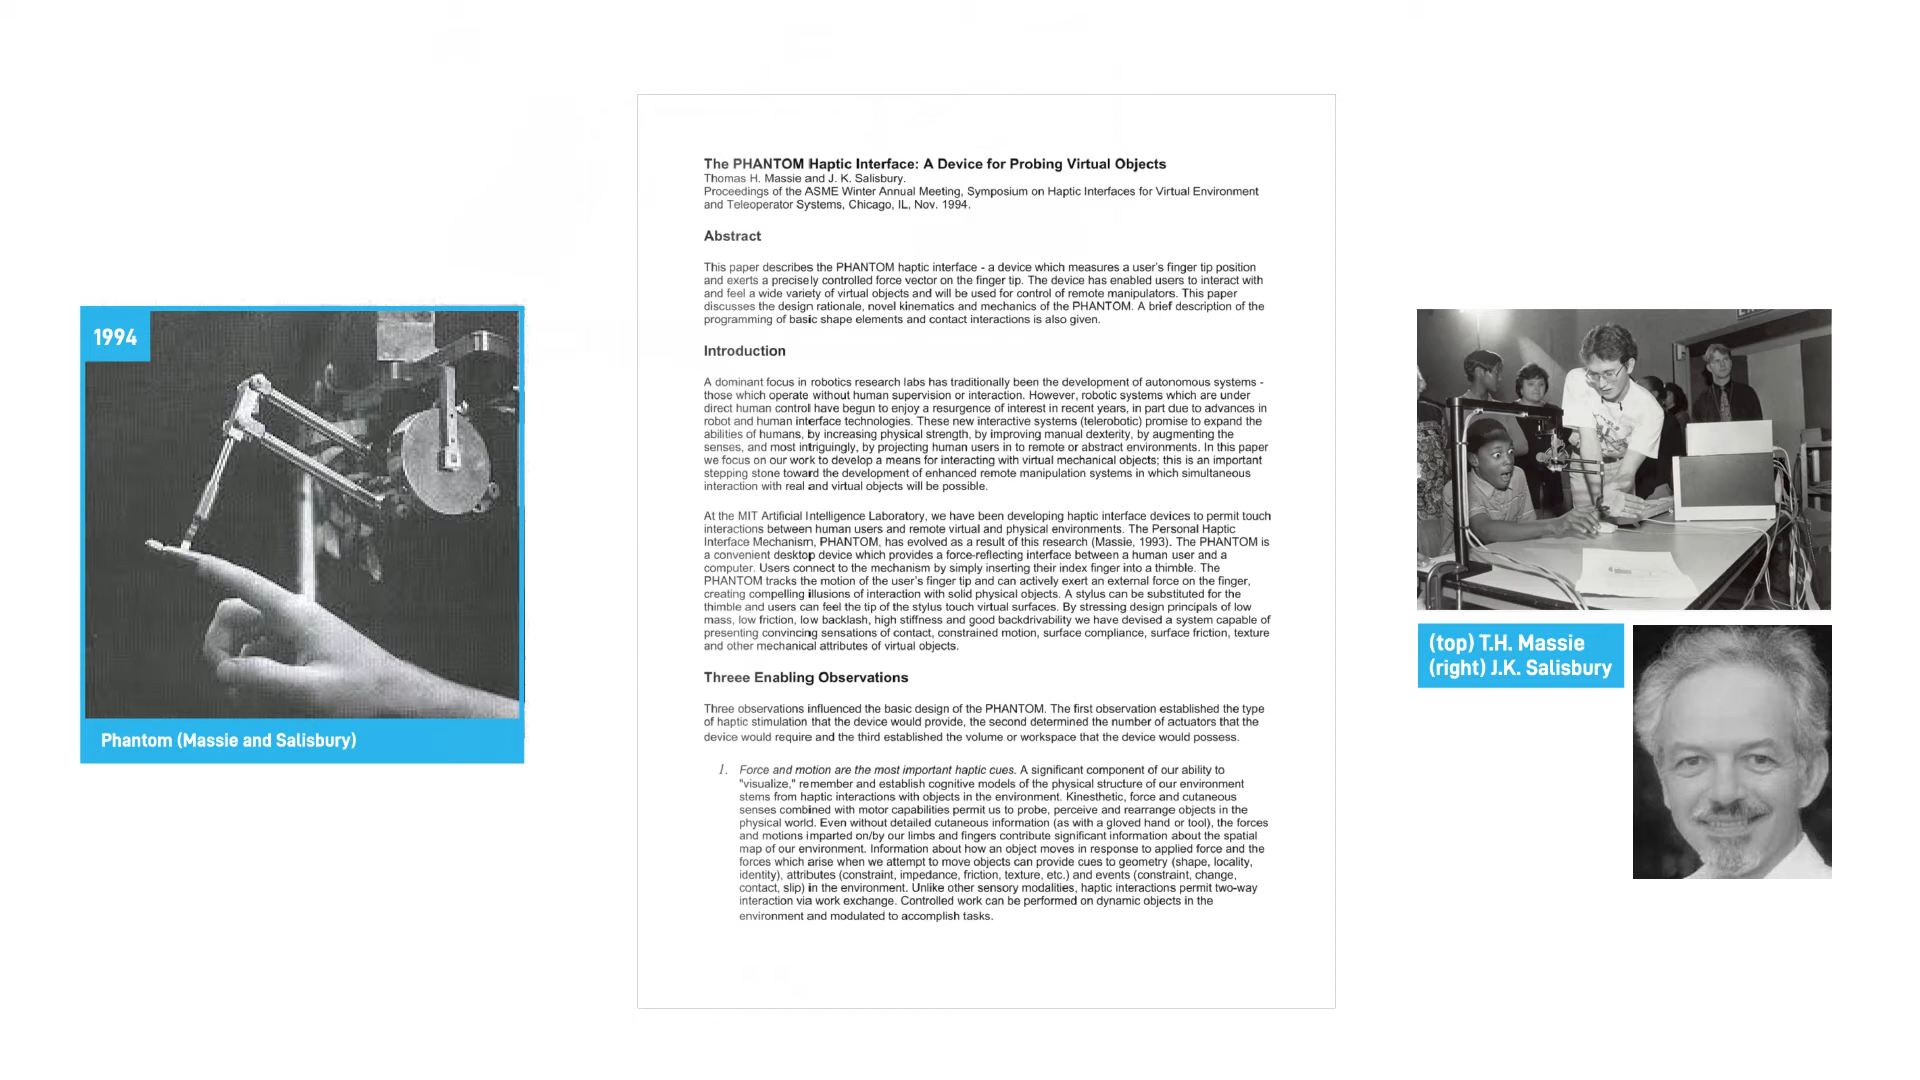 1994
Phantom (Massie and Salisbury)
The PHANTOM Haptic Interface: A Device for Probing Virtual Objects
Thomas H. Massie and J. K. Salisbury.
Proceedings of the ASME Winter Annual Meeting, Symposium on Haptic Interfaces for Virtual Environment
and Teleoperator Systems, Chicago, IL, Nov. 1994.
Abstract
This paper describes the PHANTOM haptic interface - a device which measures a user's finger tip position
and exerts a precisely controlled force vector on the finger tip. The device has enabled users to interact with
and feel a wide variety of virtual objects and will be used for control of remote manipulators. This paper
discusses the design rationale, novel kinematics and mechanics of the PHANTOM. A brief description of the
programming of basic shape elements and contact interactions is also given.
Introduction
A dominant focus in robotics research labs has traditionally been the development of autonomous systems -
those which operate without human supervision or interaction. However, robotic systems which are under
direct human control have begun to enjoy a resurgence of interest in recent years, in part due to advances in
robot and human interface technologies. These new interactive systems (telerobotic) promise to expand the
abilities of humans, by increasing physical strength, by improving manual dexterity, by augmenting the
senses, and most intriguingly, by projecting human users in to remote or abstract environments. In this paper
we focus on our work to develop a means for interacting with virtual mechanical objects; this is an important
stepping stone toward the development of enhanced remote manipulation systems in which simultaneous
interaction with real and virtual objects will be possible.
At the MIT Artificial Intelligence Laboratory, we have been developing haptic interface devices to permit touch
interactions between human users and remote virtual and physical environments. The Personal Haptic
Interface Mechanism, PHANTOM, has evolved as a result of this research (Massie, 1993). The PHANTOM is
a convenient desktop device which provides a force-reflecting interface between a human user and a
computer. Users connect to the mechanism by simply inserting their index finger into a thimble. The
PHANTOM tracks the motion of the user's finger tip and can actively exert an external force on the finger,
creating compelling illusions of interaction with solid physical objects. A stylus can be substituted for the
thimble and users can feel the tip of the stylus touch virtual surfaces. By stressing design principals of low
mass, low friction, low backlash, high stiffness and good backdrivability we have devised a system capable of
presenting convincing sensations of contact, constrained motion, surface compliance, surface friction, texture
and other mechanical attributes of virtual objects.
Threee Enabling Observations
Three observations influenced the basic design of the PHANTOM. The first observation established the type
of haptic stimulation that the device would provide, the second determined the number of actuators that the
device would require and the third established the volume or workspace that the device would possess.
1. Force and motion are the most important haptic cues. A significant component of our ability to
"visualize," remember and establish cognitive models of the physical structure of our environment
stems from haptic interactions with objects in the environment. Kinesthetic, force and cutaneous
senses combined with motor capabilities permit us to probe, perceive and rearrange objects in the
physical world. Even without detailed cutaneous information (as with a gloved hand or tool), the forces
and motions imparted on/by our limbs and fingers contribute significant information about the spatial
map of our environment. Information about how an object moves in response to applied force and the
forces which arise when we attempt to move objects can provide cues to geometry (shape, locality,
identity), attributes (constraint, impedance, friction, texture, etc.) and events (constraint, change,
contact, slip) in the environment. Unlike other sensory modalities, haptic interactions permit two-way
interaction via work exchange. Controlled work can be performed on dynamic objects in the
environment and modulated to accomplish tasks.
(top) T.H. Massie
(right) J.K. Salisbury